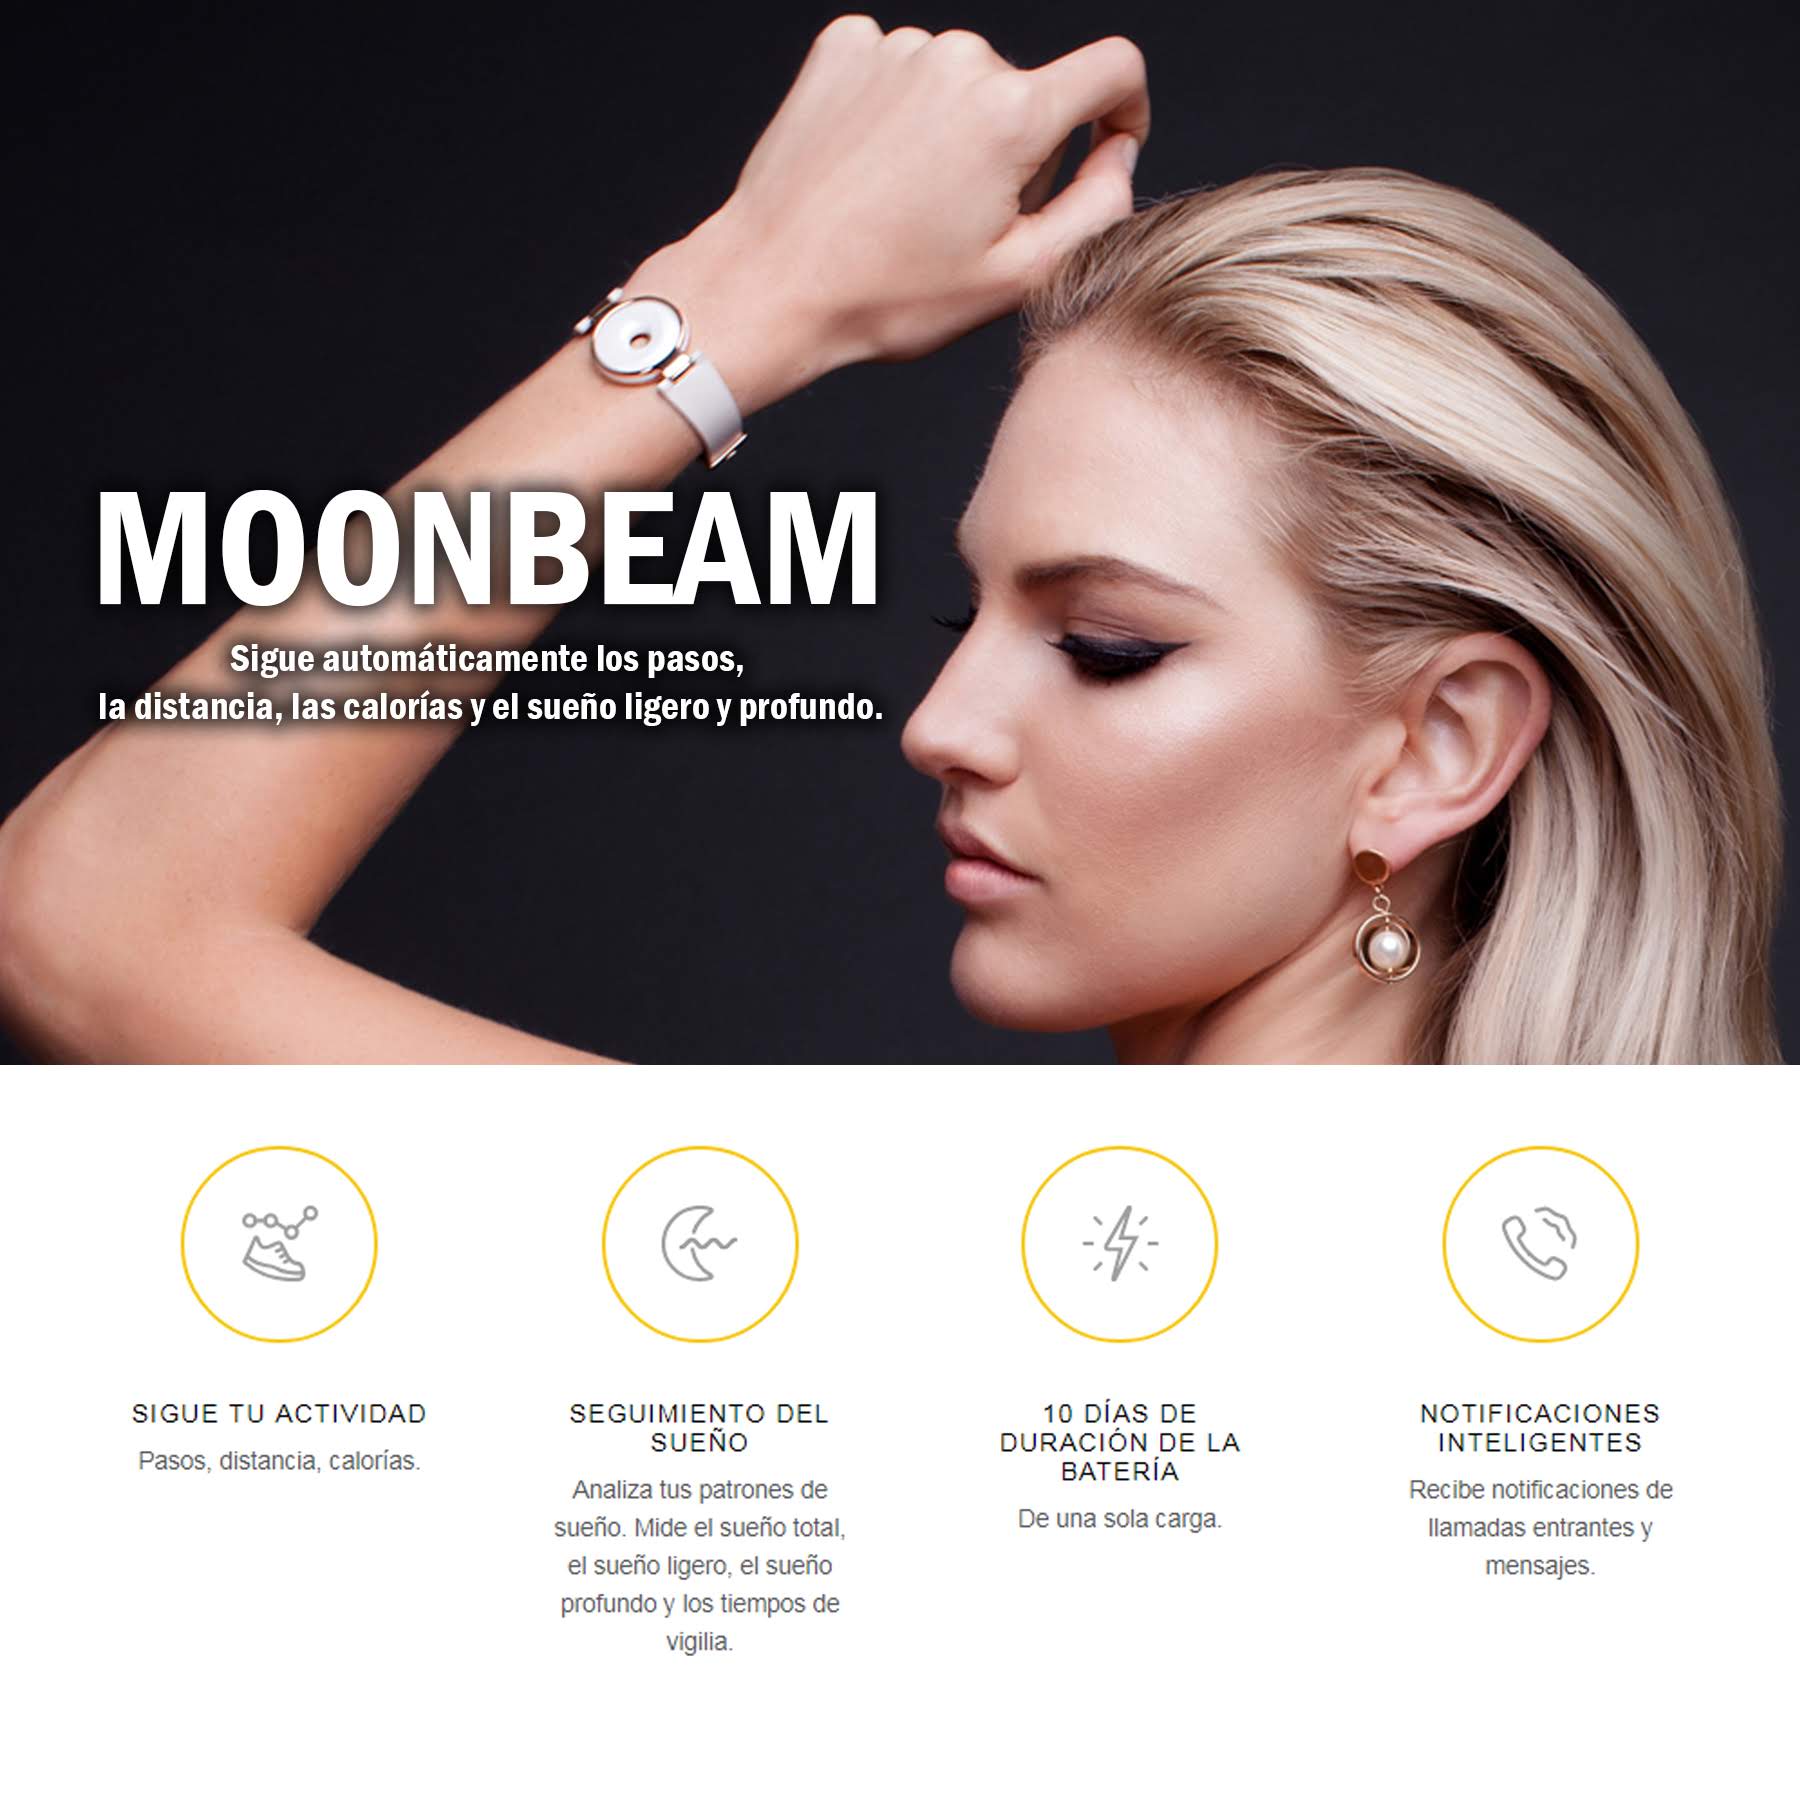 MOONBEAM
Sigue automáticamente los pasos,
la distancia, las calorías y el sueño ligero y profundo.
SIGUE TU ACTIVIDAD
Pasos, distancia, calorías.
SEGUIMIENTO DEL
SUEÑO
Analiza tus patrones de
sueño. Mide el sueño total,
el sueño ligero, el sueño
profundo y los tiempos de
vigilia.
10 DÍAS DE
DURACIÓN DE LA
BATERÍA
De una sola carga.
NOTIFICACIONES
INTELIGENTES
Recibe notificaciones de
llamadas entrantes y
mensajes.